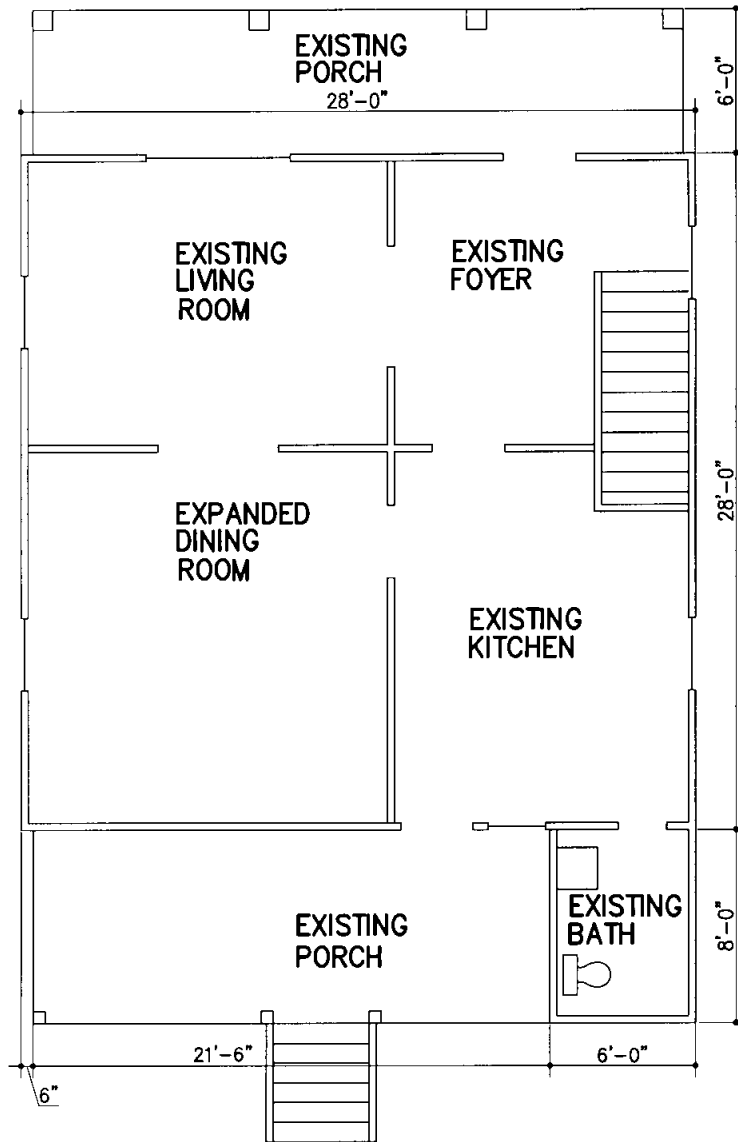 EXISTING
PORCH
28'-0"
6'-0"
EXISTING
LIVING
ROOM
EXISTING
FOYER
28'-0"
EXPANDED
DINING
ROOM
EXISTING
KITCHEN
EXISTING
BATH
EXISTING
PORCH
8'-0"
21'-6"
6'-0"
6"